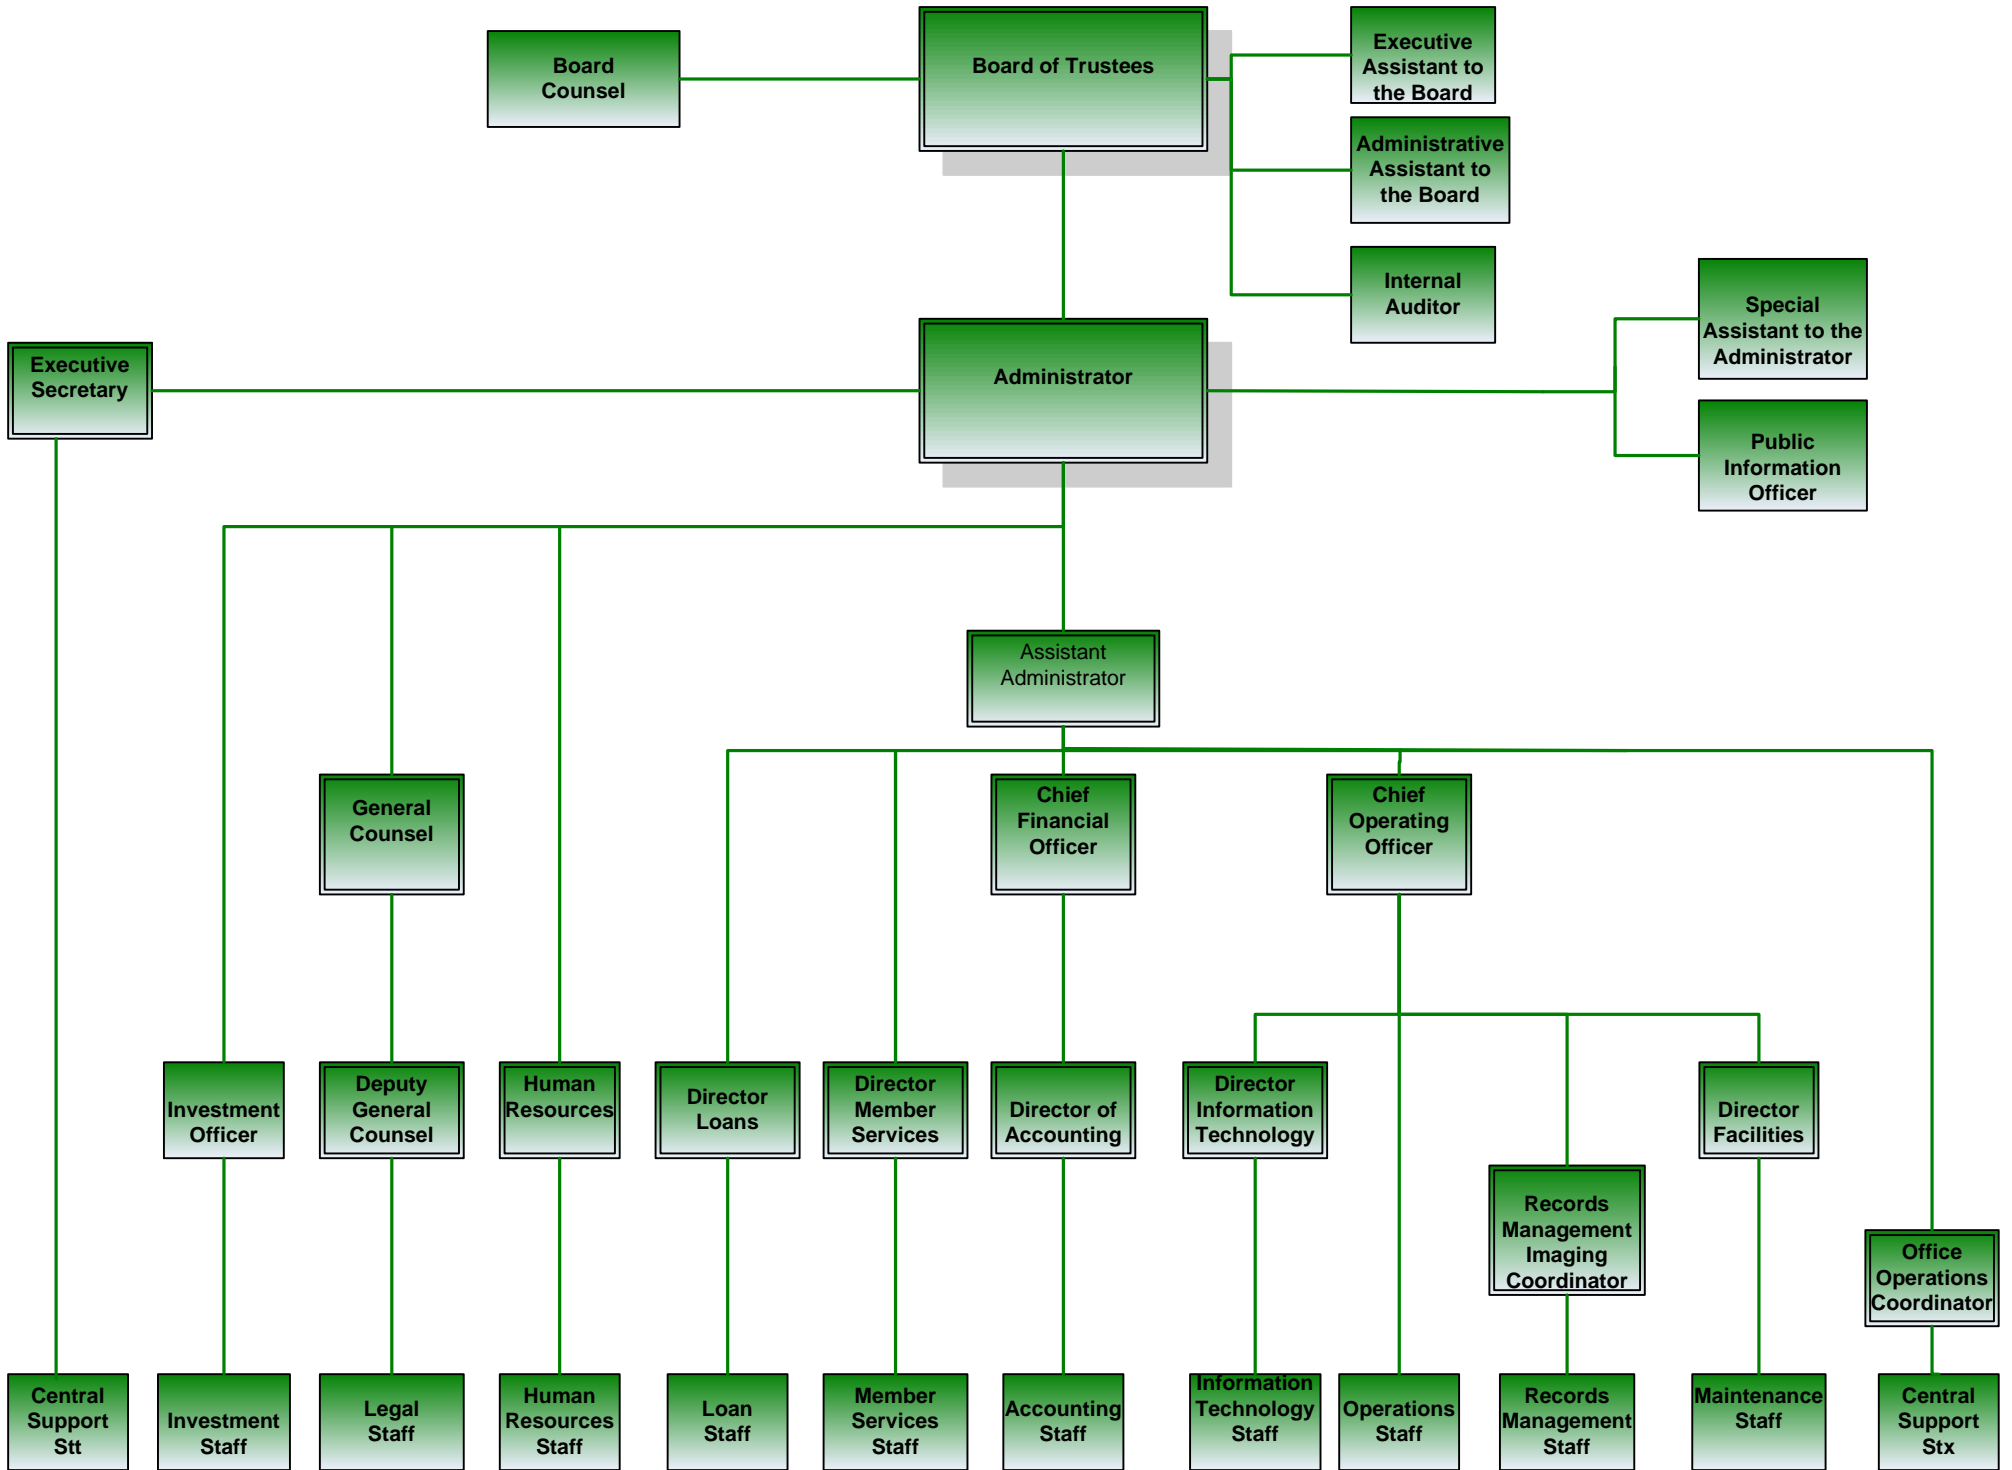 Board
Counsel
Board of Trustees
Executive
Assistant to
the Board
Administrative
Assistant to
the Board
Internal
Auditor
Special
Assistant to the
Administrator
Executive
Secretary
Administrator
Public
Information
Officer
Assistant
Administrator
General
Counsel
Chief
Financial
Officer
Chief
Operating
Officer
Investment
Officer
Deputy
General
Counsel
Human
Resources
Director
Loans
Director
Member
Services
Director of
Accounting
Director
Information
Technology
Director
Facilities
Records
Management
Imaging
Coordinator
Office
Operations
Coordinator
Central
Support
Stt
Investment
Staff
Legal
Staff
Human
Resources
Staff
Loan
Staff
Member
Services
Staff
Accounting
Staff
Information
Technology
Staff
Operations
Staff
Records
Management
Staff
Maintenance
Staff
Central
Support
Stx